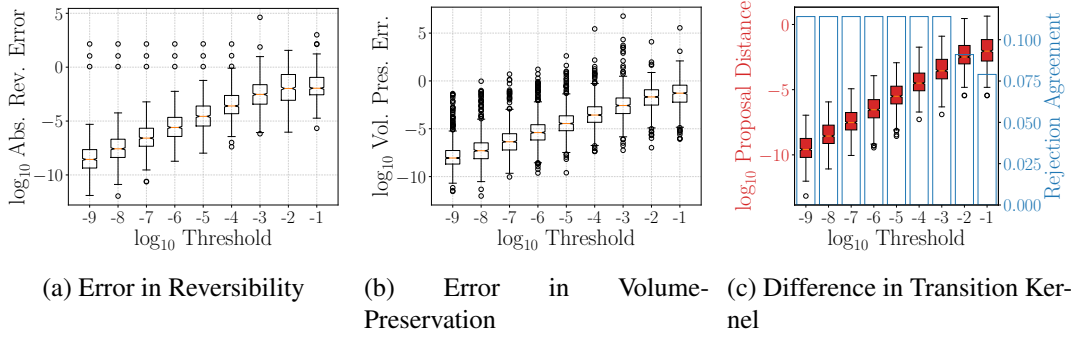 5
0
−5
−10
log₁₀ Abs. Rev. Error
-9 -8 -7 -6 -5 -4 -3 -2 -1
log₁₀ Threshold
5
0
−5
−10
log₁₀ Vol. Pres. Err.
-9 -8 -7 -6 -5 -4 -3 -2 -1
log₁₀ Threshold
0
−5
−10
log₁₀ Proposal Distance
0.100
0.075
0.050
0.025
0.000
Rejection Agreement
-9 -8 -7 -6 -5 -4 -3 -2 -1
log₁₀ Threshold
(a) Error in Reversibility
(b) Error in Volume-
Preservation
(c) Difference in Transition Ker-
nel